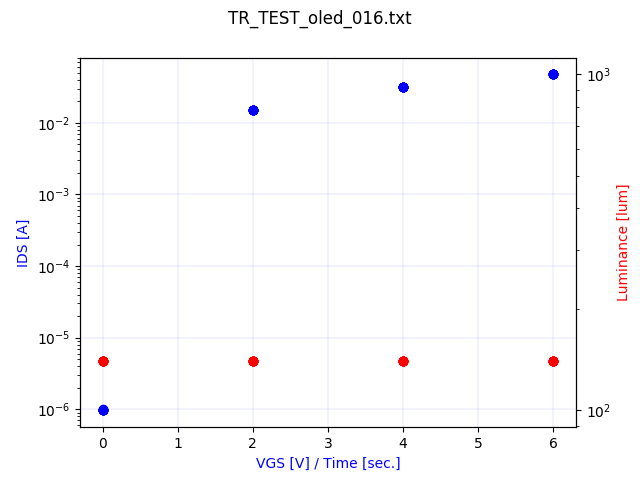 TR_TEST_oled_016.txt
10⁻²
10⁻³
10⁻⁴
10⁻⁵
10⁻⁶
IDS [A]
10³
10²
Luminance [lum]
0 1 2 3 4 5 6
VGS [V] / Time [sec.]